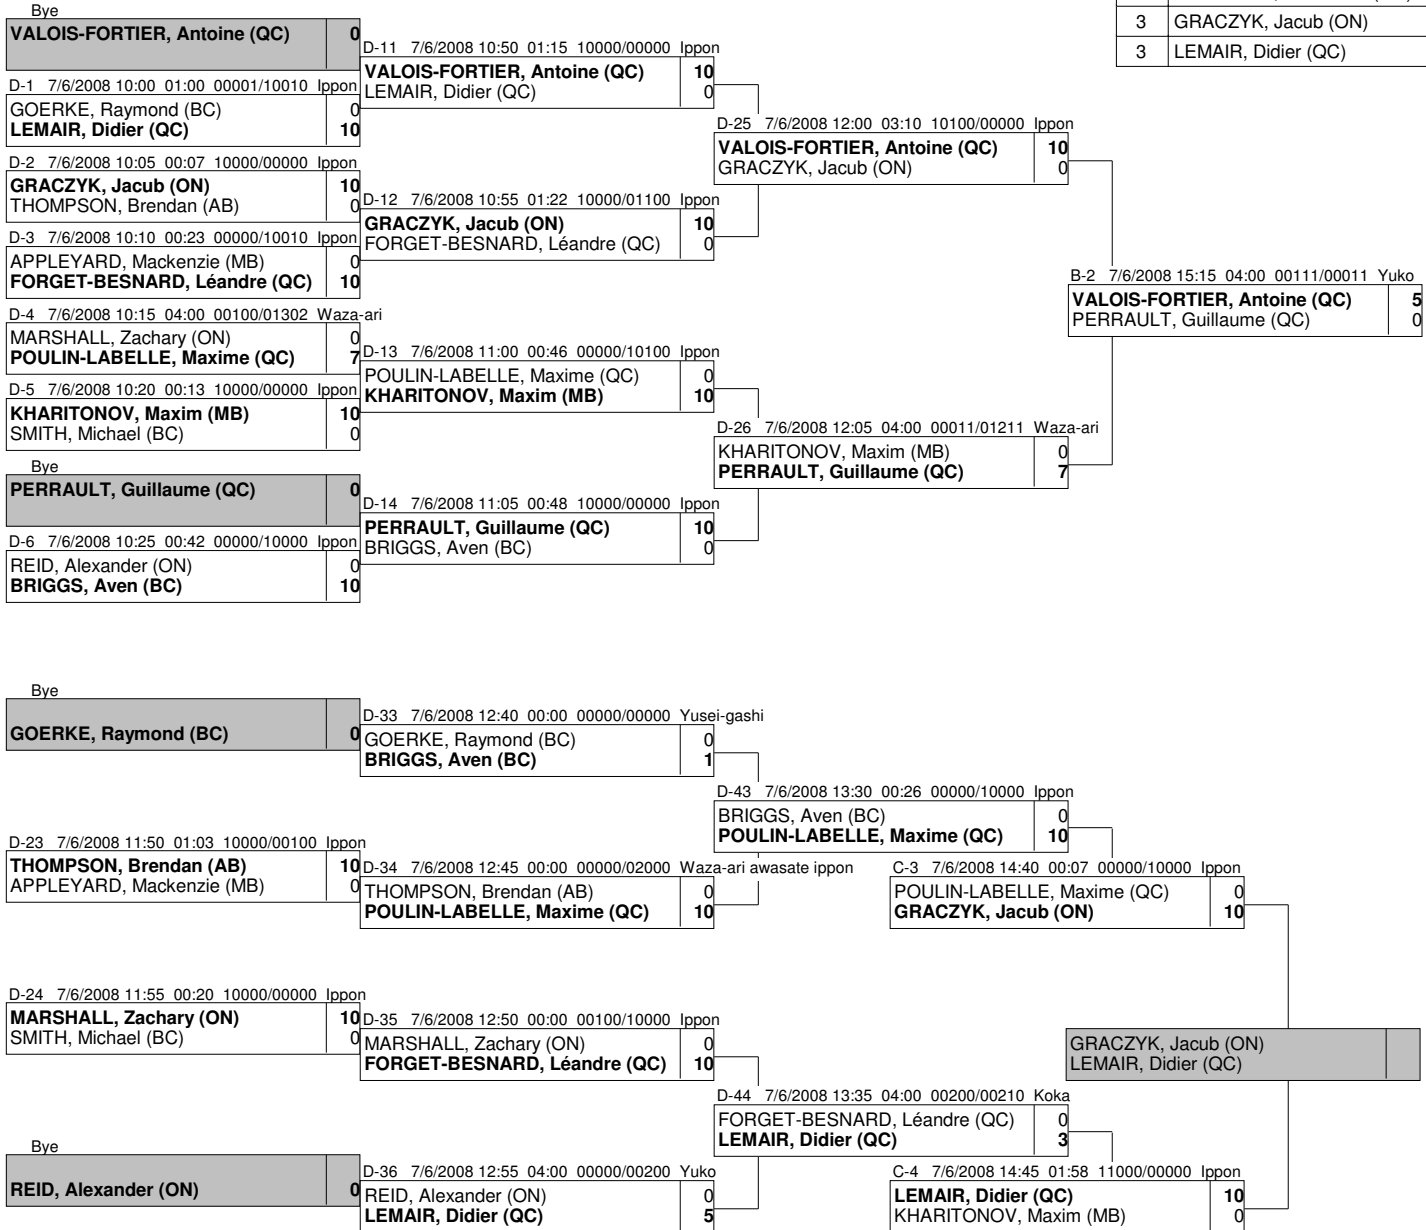 3 GRACZYK, Jacub (ON)
3 LEMAIR, Didier (QC)
Bye
VALOIS-FORTIER, Antoine (QC) 0
D-1 7/6/2008 10:00 01:00 00001/10010 Ippon
GOERKE, Raymond (BC) 0
LEMAIR, Didier (QC) 10
D-2 7/6/2008 10:05 00:07 10000/00000 Ippon
GRACZYK, Jacub (ON) 10
THOMPSON, Brendan (AB) 0
D-3 7/6/2008 10:10 00:23 00000/10010 Ippon
APPLEYARD, Mackenzie (MB) 0
FORGET-BESNARD, Léandre (QC) 10
D-4 7/6/2008 10:15 04:00 00100/01302 Waza-ari
MARSHALL, Zachary (ON) 0
POULIN-LABELLE, Maxime (QC) 7
D-5 7/6/2008 10:20 00:13 10000/00000 Ippon
KHARITONOV, Maxim (MB) 10
SMITH, Michael (BC) 0
Bye
PERRAULT, Guillaume (QC) 0
D-6 7/6/2008 10:25 00:42 00000/10000 Ippon
REID, Alexander (ON) 0
BRIGGS, Aven (BC) 10
D-11 7/6/2008 10:50 01:15 10000/00000 Ippon
VALOIS-FORTIER, Antoine (QC) 10
LEMAIR, Didier (QC) 0
D-12 7/6/2008 10:55 01:22 10000/01100 Ippon
GRACZYK, Jacub (ON) 10
FORGET-BESNARD, Léandre (QC) 0
D-13 7/6/2008 11:00 00:46 00000/10100 Ippon
POULIN-LABELLE, Maxime (QC) 0
KHARITONOV, Maxim (MB) 10
D-14 7/6/2008 11:05 00:48 10000/00000 Ippon
PERRAULT, Guillaume (QC) 10
BRIGGS, Aven (BC) 0
D-25 7/6/2008 12:00 03:10 10100/00000 Ippon
VALOIS-FORTIER, Antoine (QC) 10
GRACZYK, Jacub (ON) 0
D-26 7/6/2008 12:05 04:00 00011/01211 Waza-ari
KHARITONOV, Maxim (MB) 0
PERRAULT, Guillaume (QC) 7
B-2 7/6/2008 15:15 04:00 00111/00011 Yuko
VALOIS-FORTIER, Antoine (QC) 5
PERRAULT, Guillaume (QC) 0
Bye
GOERKE, Raymond (BC) 0
D-23 7/6/2008 11:50 01:03 10000/00100 Ippon
THOMPSON, Brendan (AB) 10
APPLEYARD, Mackenzie (MB) 0
D-24 7/6/2008 11:55 00:20 10000/00000 Ippon
MARSHALL, Zachary (ON) 10
SMITH, Michael (BC) 0
Bye
REID, Alexander (ON) 0
D-33 7/6/2008 12:40 00:00 00000/00000 Yusei-gashi
GOERKE, Raymond (BC) 0
BRIGGS, Aven (BC) 1
D-34 7/6/2008 12:45 00:00 00000/02000 Waza-ari awasate ippon
THOMPSON, Brendan (AB) 0
POULIN-LABELLE, Maxime (QC) 10
D-35 7/6/2008 12:50 00:00 00100/10000 Ippon
MARSHALL, Zachary (ON) 0
FORGET-BESNARD, Léandre (QC) 10
D-36 7/6/2008 12:55 04:00 00000/00200 Yuko
REID, Alexander (ON) 0
LEMAIR, Didier (QC) 5
D-43 7/6/2008 13:30 00:26 00000/10000 Ippon
BRIGGS, Aven (BC) 0
POULIN-LABELLE, Maxime (QC) 10
D-44 7/6/2008 13:35 04:00 00200/00210 Koka
FORGET-BESNARD, Léandre (QC) 0
LEMAIR, Didier (QC) 3
C-3 7/6/2008 14:40 00:07 00000/10000 Ippon
POULIN-LABELLE, Maxime (QC) 0
GRACZYK, Jacub (ON) 10
C-4 7/6/2008 14:45 01:58 11000/00000 Ippon
LEMAIR, Didier (QC) 10
KHARITONOV, Maxim (MB) 0
GRACZYK, Jacub (ON)
LEMAIR, Didier (QC)